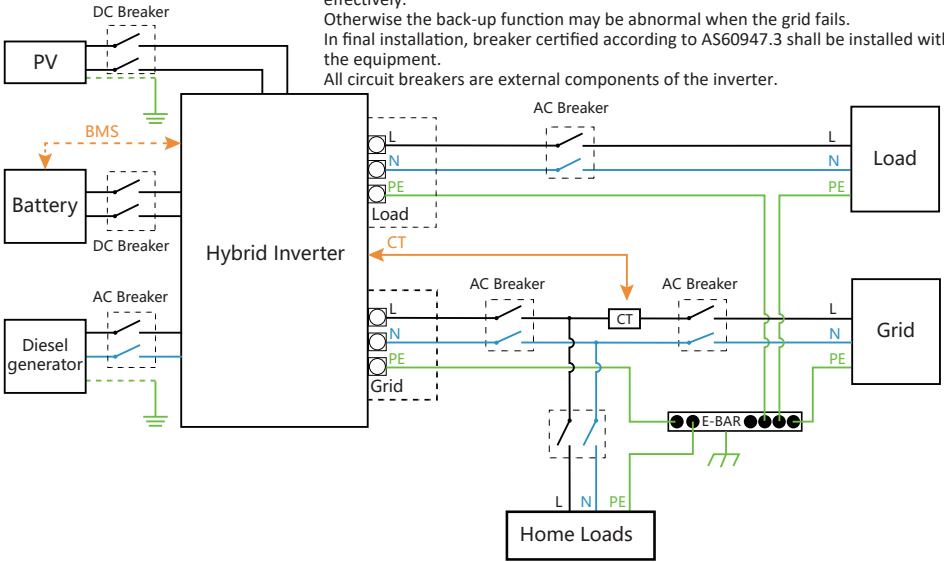 effectively.
Otherwise the back-up function may be abnormal when the grid fails.
In final installation, breaker certified according to AS60947.3 shall be installed with
the equipment.
All circuit breakers are external components of the inverter.
DC Breaker
PV
BMS
Battery
DC Breaker
AC Breaker
Diesel
generator
Hybrid Inverter
L
N
PE
Load
CT
L
N
PE
Grid
AC Breaker
L
N
PE
Load
AC Breaker
CT
AC Breaker
L
N
PE
Grid
E-BAR
L N PE
Home Loads